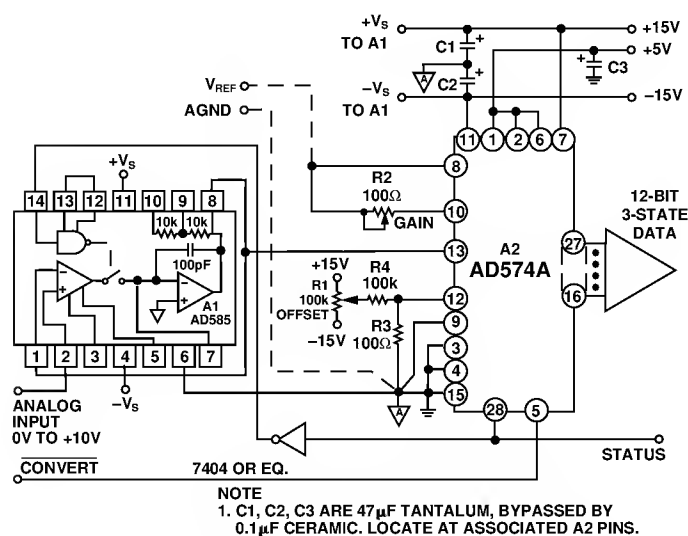 +VS
TO A1
C1 +
+15V
+5V
+ C3
A
C2 +
VREF
AGND
−VS
TO A1
−15V
11 1 2 6 7
8
+VS
14 13 12 11 10 9 8
R2
100Ω
GAIN
10
12-BIT
3-STATE
DATA
10k 10k
100pF
13
A2
AD574A
27
16
+15V
R1
100k
OFFSET
−15V
R4
100k
12
− +
− +
A1
AD585
R3
100Ω
9
3
4
15
1 2 3 4 5 6 7
A
28 5
−VS
ANALOG
INPUT
0V TO +10V
STATUS
CONVERT
7404 OR EQ.
NOTE
1. C1, C2, C3 ARE 47μF TANTALUM, BYPASSED BY
0.1μF CERAMIC. LOCATE AT ASSOCIATED A2 PINS.